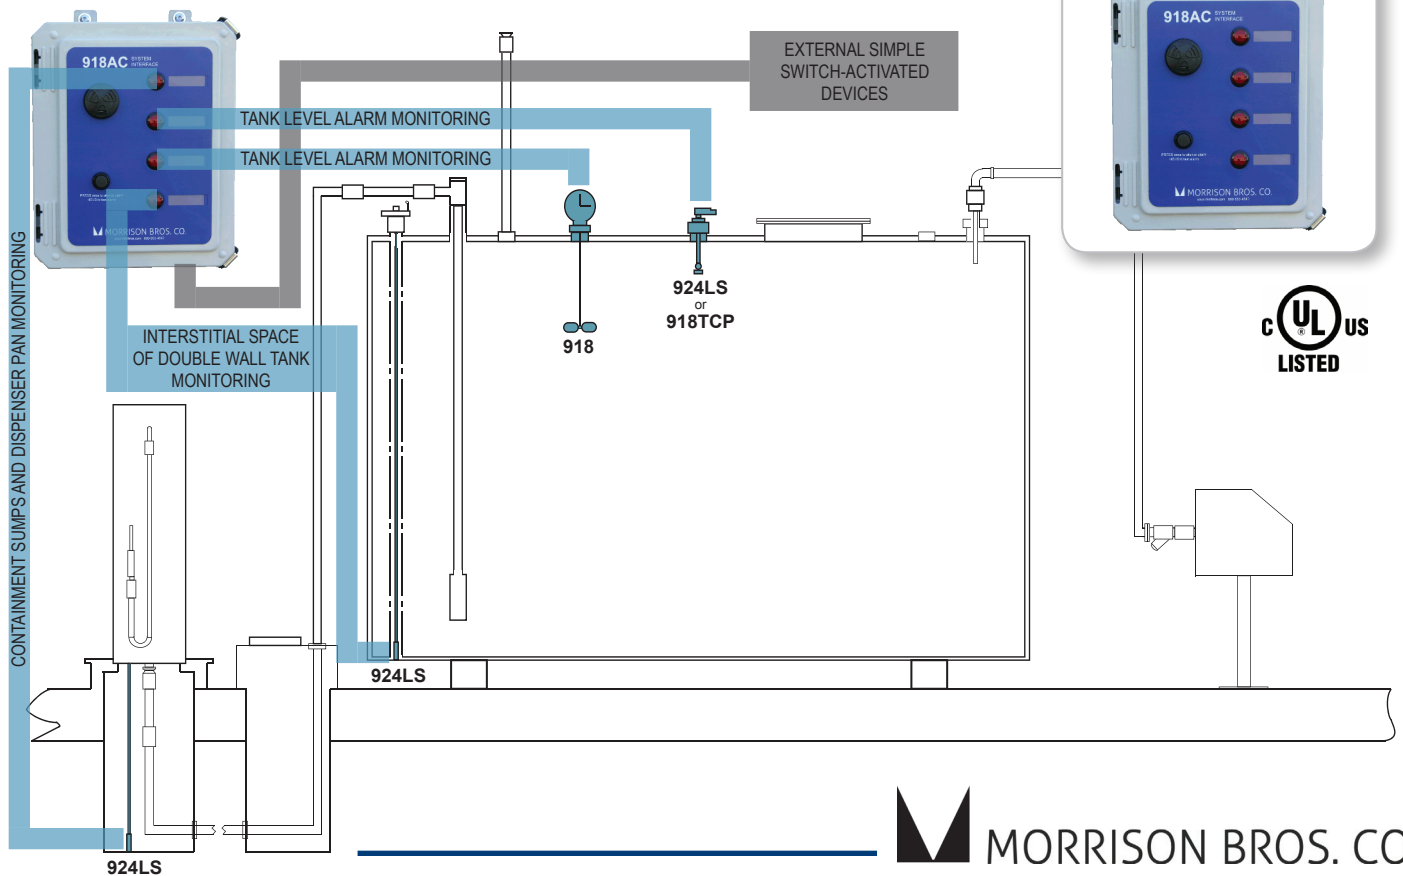 918AC SYSTEM
INTERFACE
MORRISON BROS. CO.
EXTERNAL SIMPLE
SWITCH-ACTIVATED
DEVICES
918AC SYSTEM
INTERFACE
MORRISON BROS. CO.
TANK LEVEL ALARM MONITORING
TANK LEVEL ALARM MONITORING
CONTAINMENT SUMPS AND DISPENSER PAN MONITORING
INTERSTITIAL SPACE
OF DOUBLE WALL TANK
MONITORING
924LS
or
918TCP
918
C UL US
®
LISTED
924LS
924LS
MORRISON BROS. CO